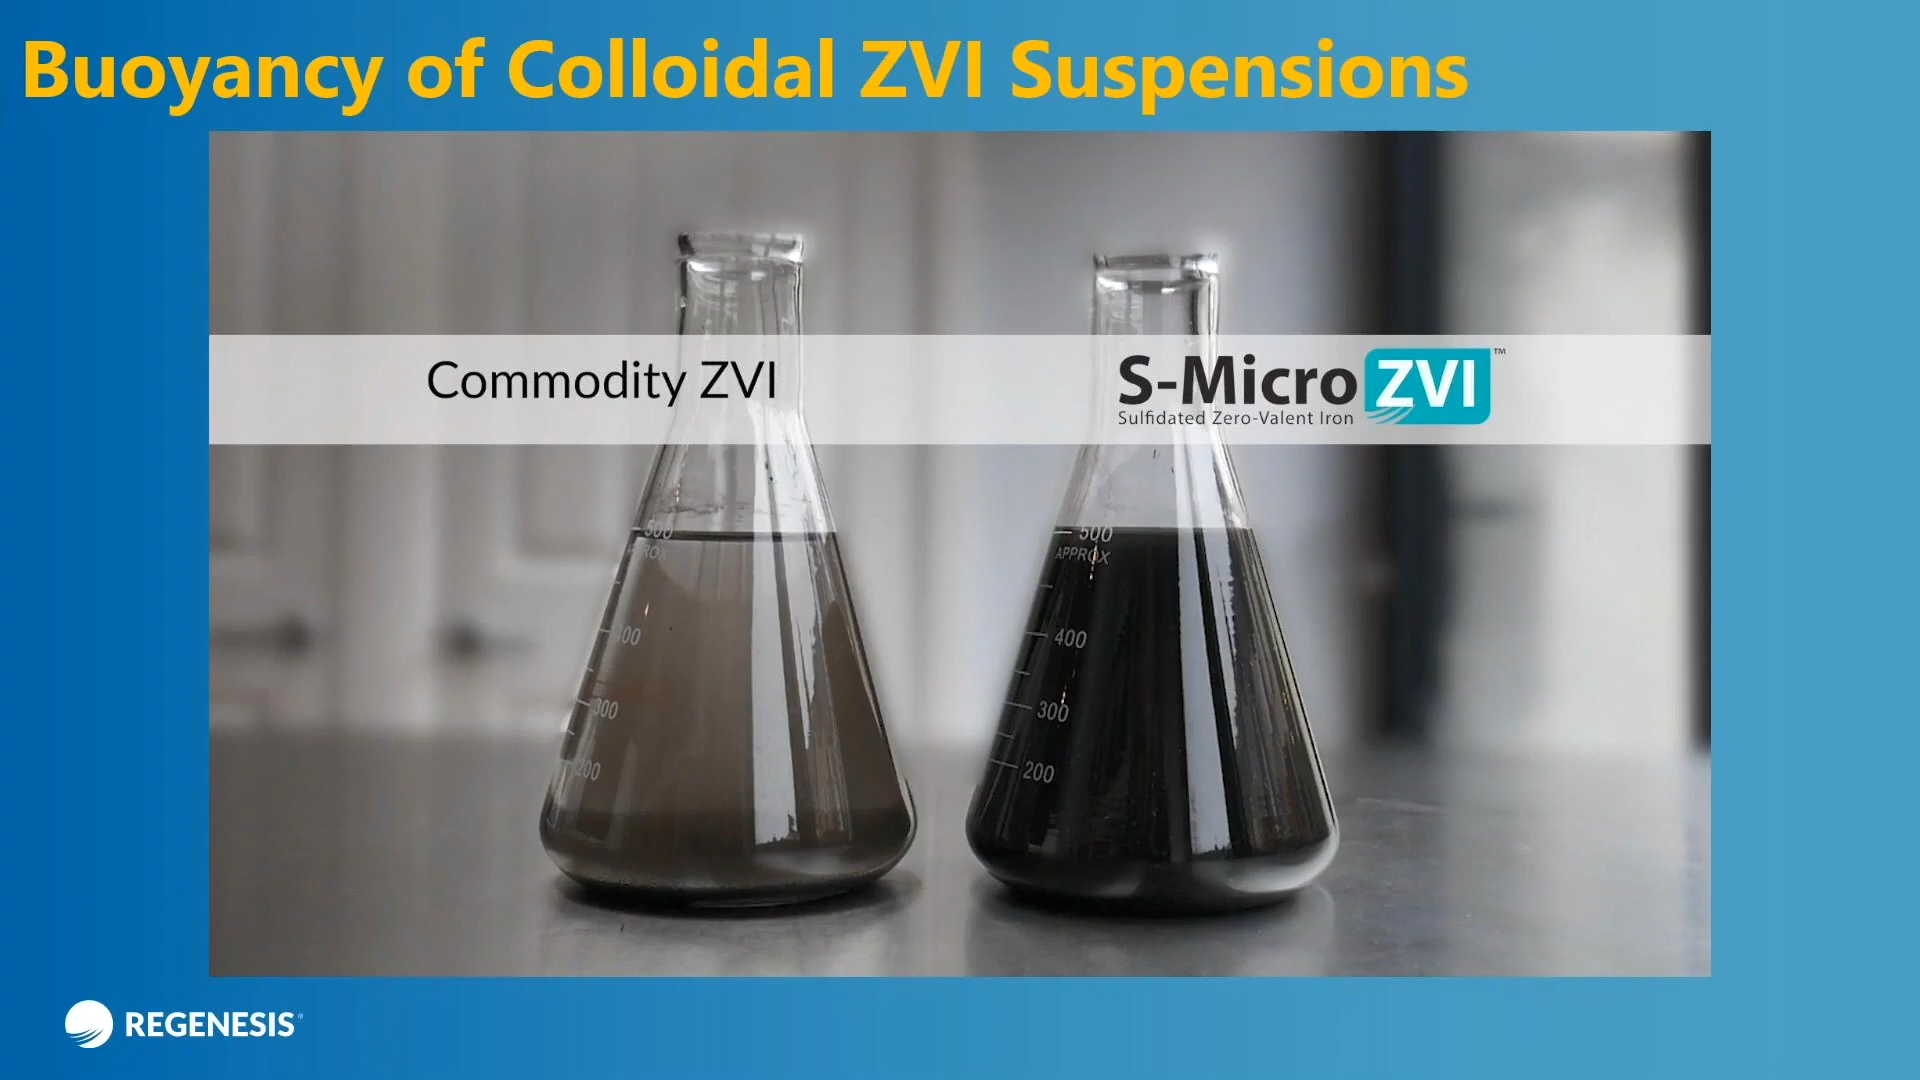 Buoyancy of Colloidal ZVI Suspensions
Commodity ZVI
S-Micro ZVI™
Sulfidated Zero-Valent Iron
500
400
300
200
500
APPROX
400
300
200
REGENESIS®